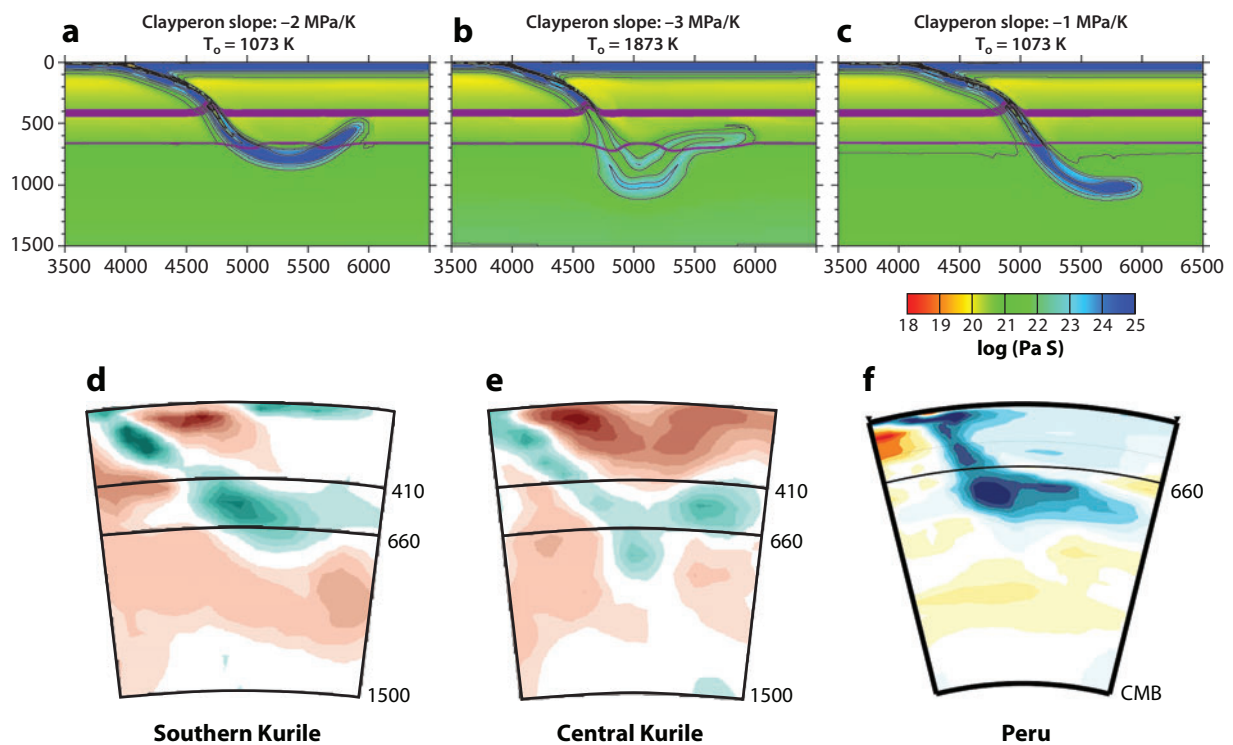 a
Clayperon slope: –2 MPa/K
T₀ = 1073 K
b
Clayperon slope: –3 MPa/K
T₀ = 1873 K
c
Clayperon slope: –1 MPa/K
T₀ = 1073 K
0
500
1000
1500
3500 4000 4500 5000 5500 6000
3500 4000 4500 5000 5500 6000
3500 4000 4500 5000 5500 6000 6500
18 19 20 21 22 23 24 25
log (Pa S)
d
410
660
1500
Southern Kurile
e
410
660
1500
Central Kurile
f
660
CMB
Peru